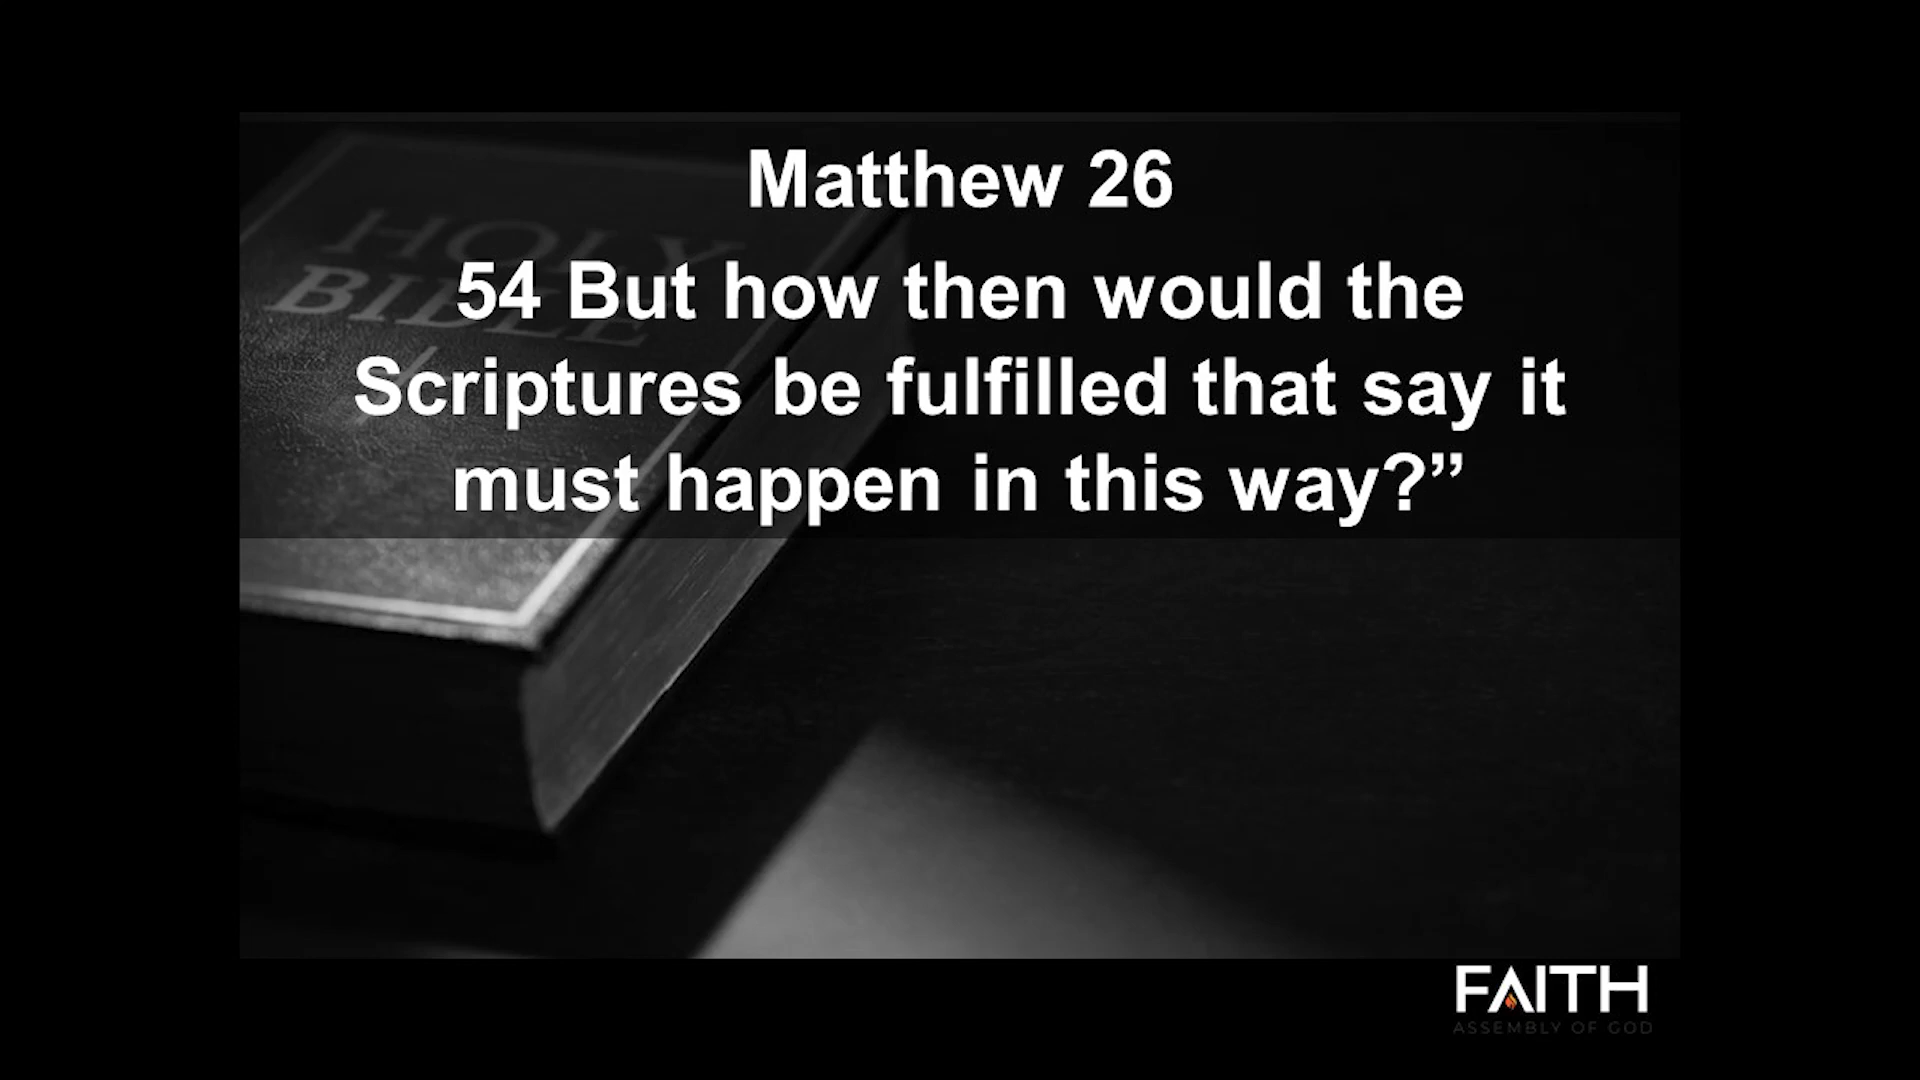 Matthew 26
54 But how then would the
Scriptures be fulfilled that say it
must happen in this way?”
HOLY
BIBLE
FAITH
ASSEMBLY OF GOD